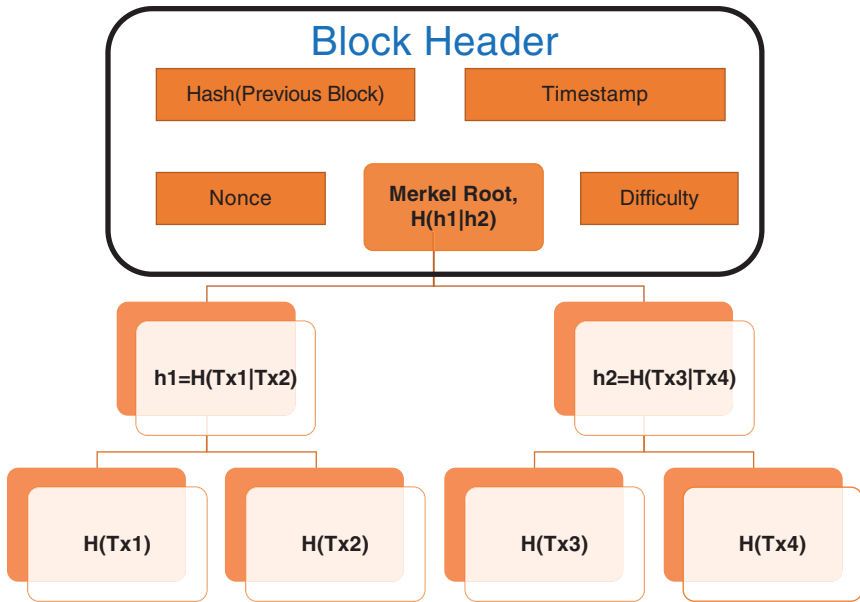 Block Header
Hash(Previous Block)
Timestamp
Nonce
Merkel Root,
H(h1|h2)
Difficulty
h1=H(Tx1|Tx2)
h2=H(Tx3|Tx4)
H(Tx1)
H(Tx2)
H(Tx3)
H(Tx4)